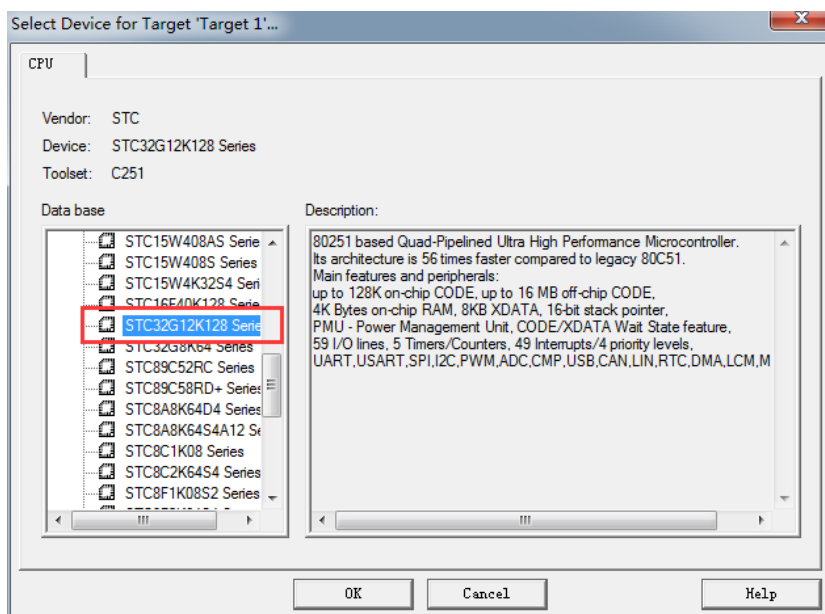 Select Device for Target 'Target 1'...
CPU
Vendor: STC
Device: STC32G12K128 Series
Toolset: C251
Data base
STC15W408AS Serie
STC15W408S Series
STC15W4K32S4 Seri
STC16F40K128 Serie
STC32G12K128 Serie
STC32G8K64 Series
STC89C52RC Series
STC89C58RD+ Series
STC8A8K64D4 Series
STC8A8K64S4A12 Se
STC8C1K08 Series
STC8C2K64S4 Series
STC8F1K08S2 Series
Description:
80251 based Quad-Pipelined Ultra High Performance Microcontroller.
Its architecture is 56 times faster compared to legacy 80C51.
Main features and peripherals:
up to 128K on-chip CODE, up to 16 MB off-chip CODE,
4K Bytes on-chip RAM, 8KB XDATA, 16-bit stack pointer,
PMU - Power Management Unit, CODE/XDATA Wait State feature,
59 I/O lines, 5 Timers/Counters, 49 Interrupts/4 priority levels,
UART,USART,SPI,I2C,PWM,ADC,CMP,USB,CAN,LIN,RTC,DMA,LCM,M
OK
Cancel
Help